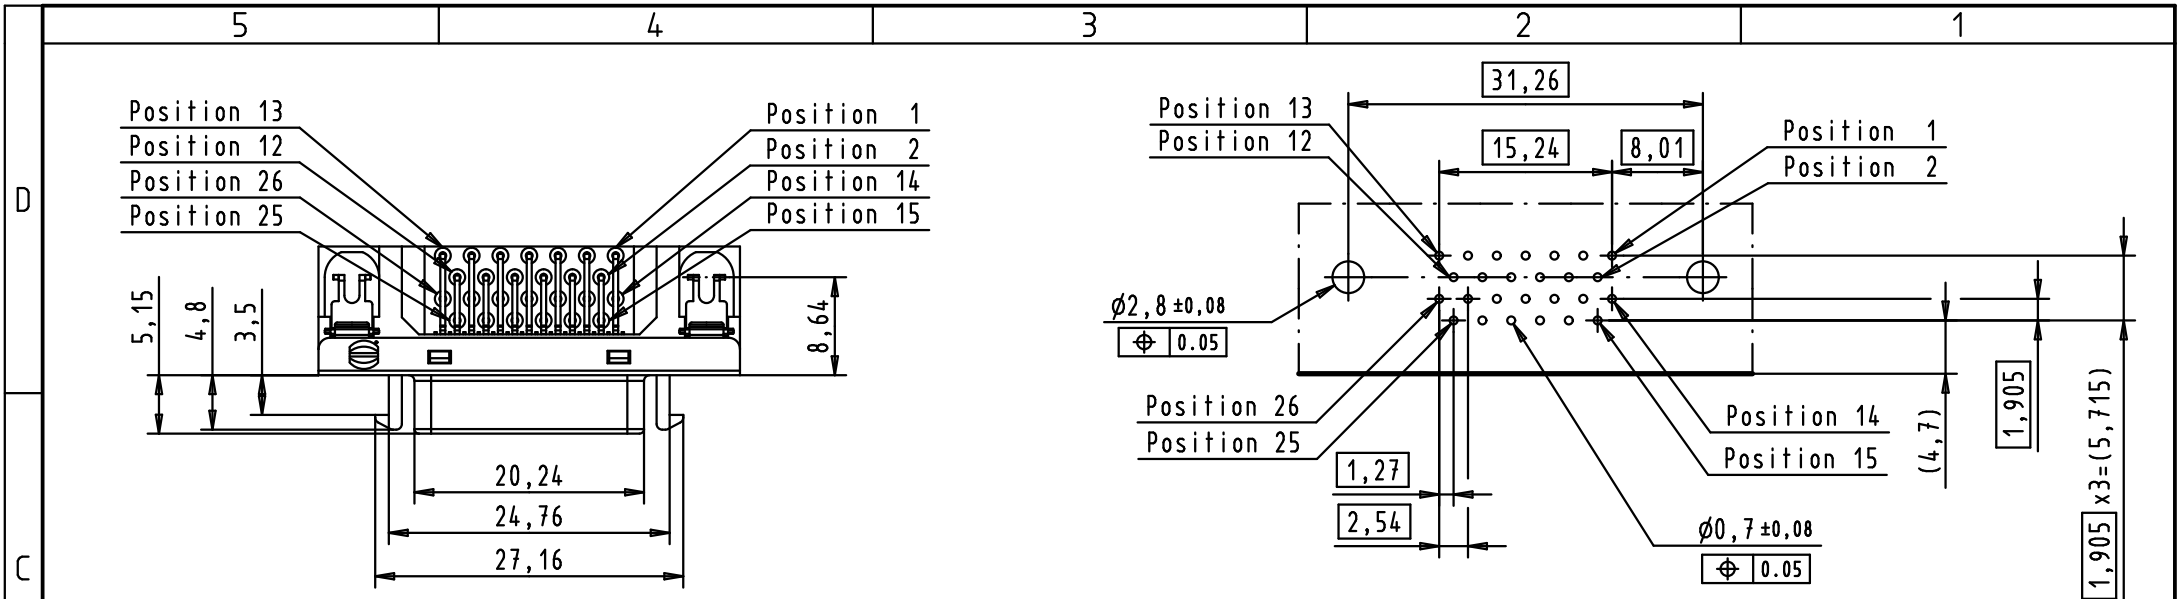 5 4 3 2 1
D
C
Position 13
Position 12
Position 26
Position 25
Position 1
Position 2
Position 14
Position 15
5,15
4,8
3,5
8,64
20,24
24,76
27,16
31,26
15,24
8,01
Position 13
Position 12
Position 1
Position 2
Ø2,8 ±0,08
⌖ 0.05
Position 26
Position 25
Position 14
Position 15
1,27
2,54
Ø0,7 ±0,08
⌖ 0.05
(4,7)
1,905
1,905 x3=(5,715)